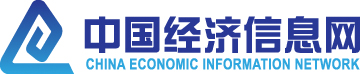 中国经济信息网
CHINA ECONOMIC INFORMATION NETWORK